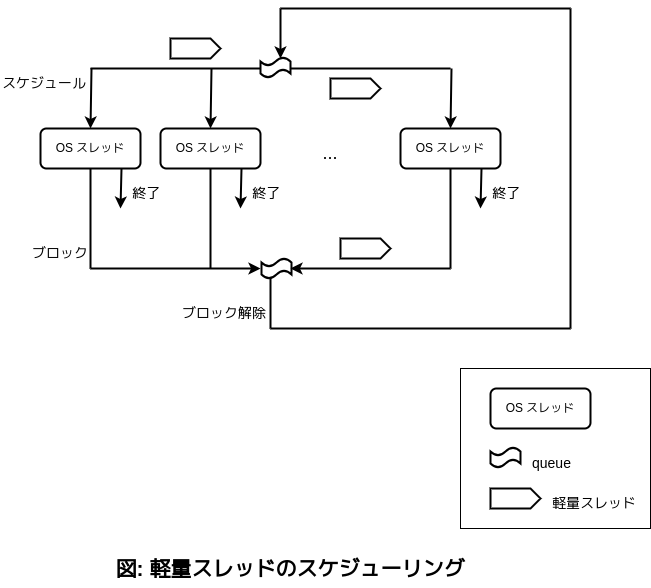 スケジュール
OS スレッド
OS スレッド
...
OS スレッド
終了
終了
終了
ブロック
ブロック解除
OS スレッド
queue
軽量スレッド
図: 軽量スレッドのスケジューリング